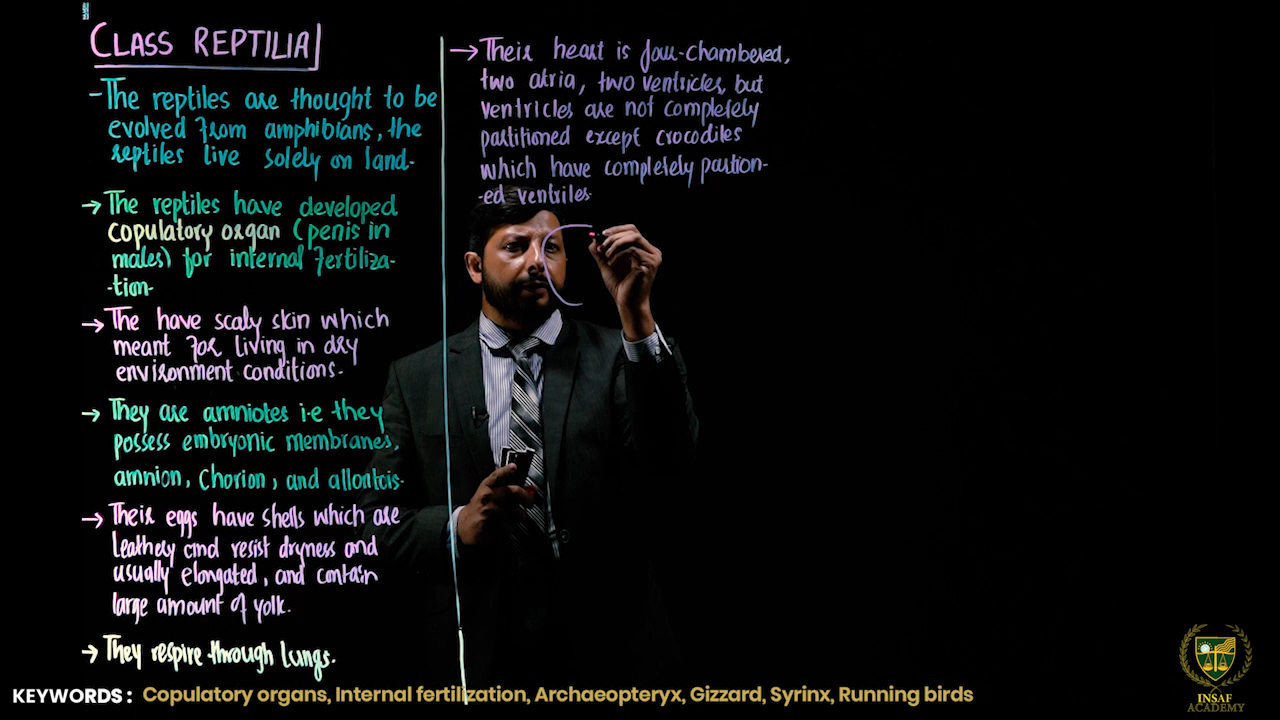 CLASS REPTILIA
-The reptiles are thought to be
evolved from amphibians, the
reptiles live solely on land-
→ The reptiles have developed
copulatory organ (penis in
males) for internal Fertiliza-
-tion-
→ The have scaly skin which
meant for living in dry
environment conditions-
→ They are amniotes i.e they
possess embryonic membranes,
amnion, Chorion, and allontois-
→ Their eggs have shells which are
leathery and resist dryness and
usually elongated, and contain
large amount of yolk.
→ They respire through Lungs.
→ Their heart is four-chambered,
two atria, two ventricles, but
ventricles are not completely
partitioned except crocodiles
which have completely partion-
-ed ventriles-
KEYWORDS : Copulatory organs, Internal fertilization, Archaeopteryx, Gizzard, Syrinx, Running birds
INSAF
ACADEMY